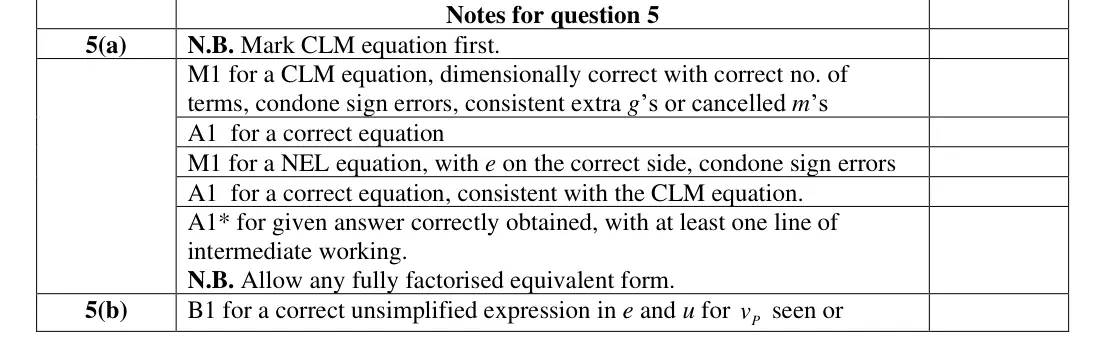 Notes for question 5
5(a) N.B. Mark CLM equation first.
M1 for a CLM equation, dimensionally correct with correct no. of
terms, condone sign errors, consistent extra g’s or cancelled m’s
A1 for a correct equation
M1 for a NEL equation, with e on the correct side, condone sign errors
A1 for a correct equation, consistent with the CLM equation.
A1* for given answer correctly obtained, with at least one line of
intermediate working.
N.B. Allow any fully factorised equivalent form.
5(b) B1 for a correct unsimplified expression in e and u for v_P seen or